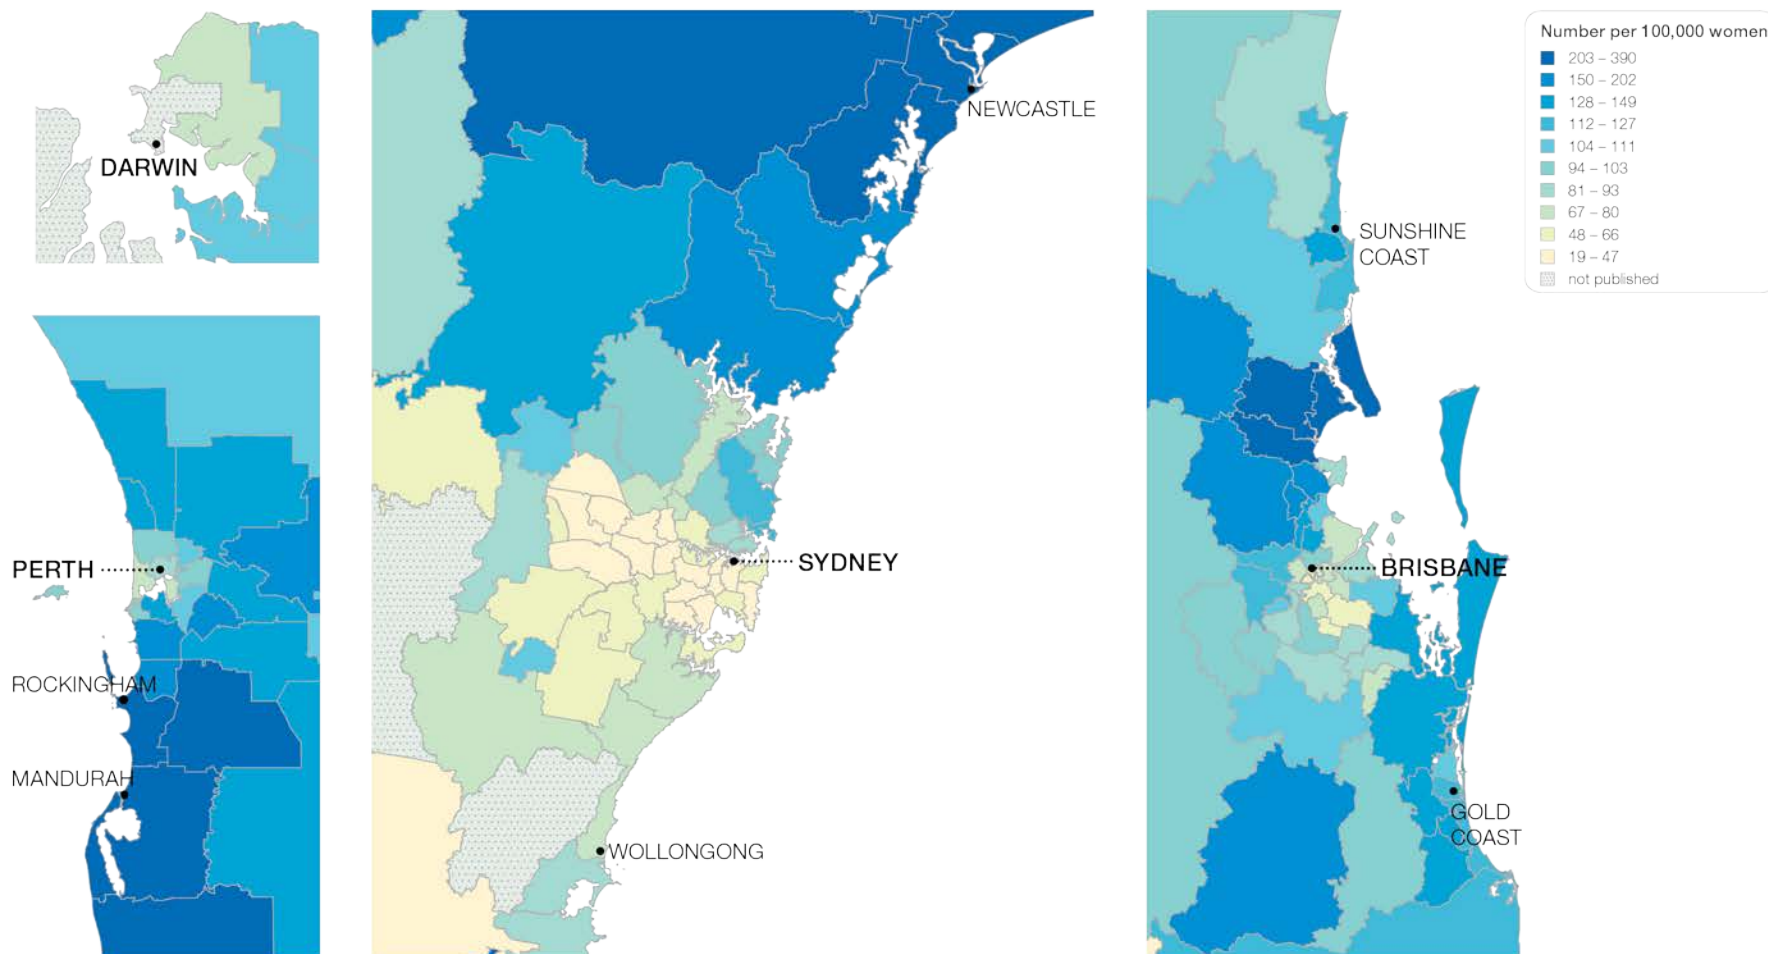 DARWIN
PERTH
ROCKINGHAM
MANDURAH
NEWCASTLE
SYDNEY
WOLLONGONG
SUNSHINE
COAST
BRISBANE
GOLD
COAST
Number per 100,000 women
203 – 390
150 – 202
128 – 149
112 – 127
104 – 111
94 – 103
81 – 93
67 – 80
48 – 66
19 – 47
not published